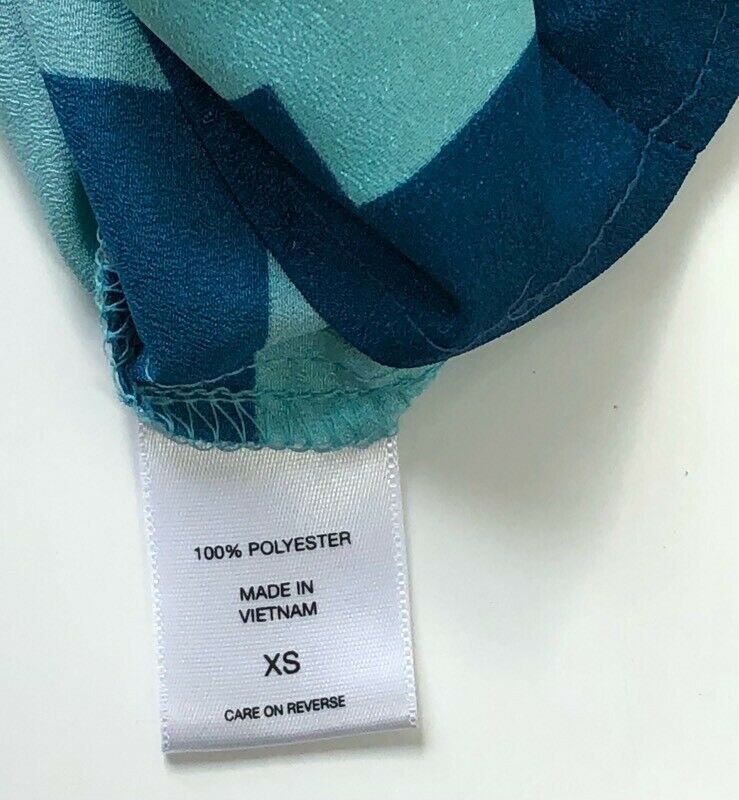 100% POLYESTER
MADE IN
VIETNAM
XS
CARE ON REVERSE